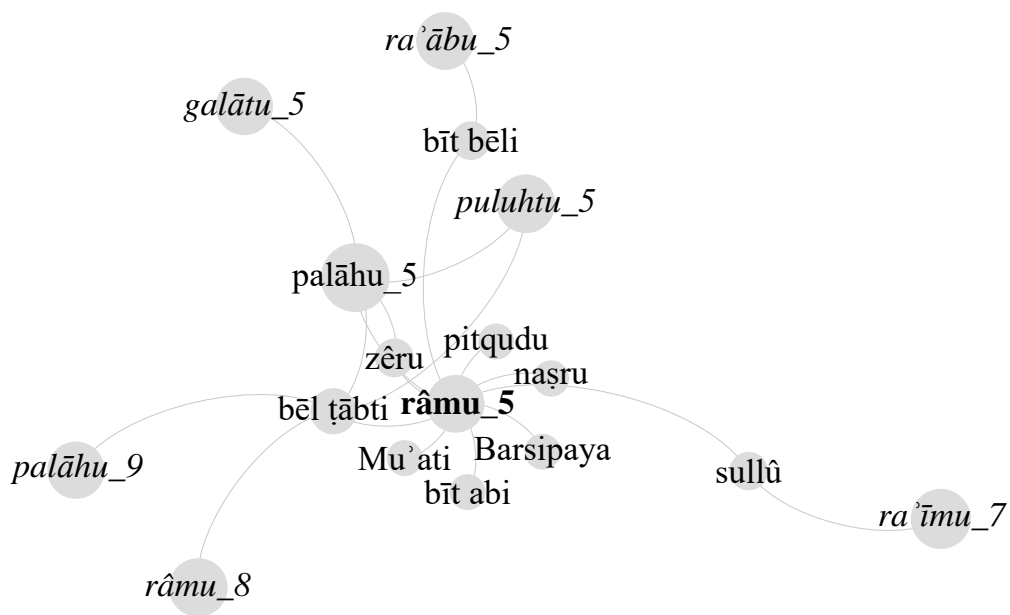 raʾābu_5
galātu_5
bīt bēli
puluhtu_5
palāhu_5
pitqudu
zêru
naṣru
bēl ṭābti
râmu_5
Barsipaya
Muʾati
palāhu_9
sullû
bīt abi
raʾīmu_7
râmu_8